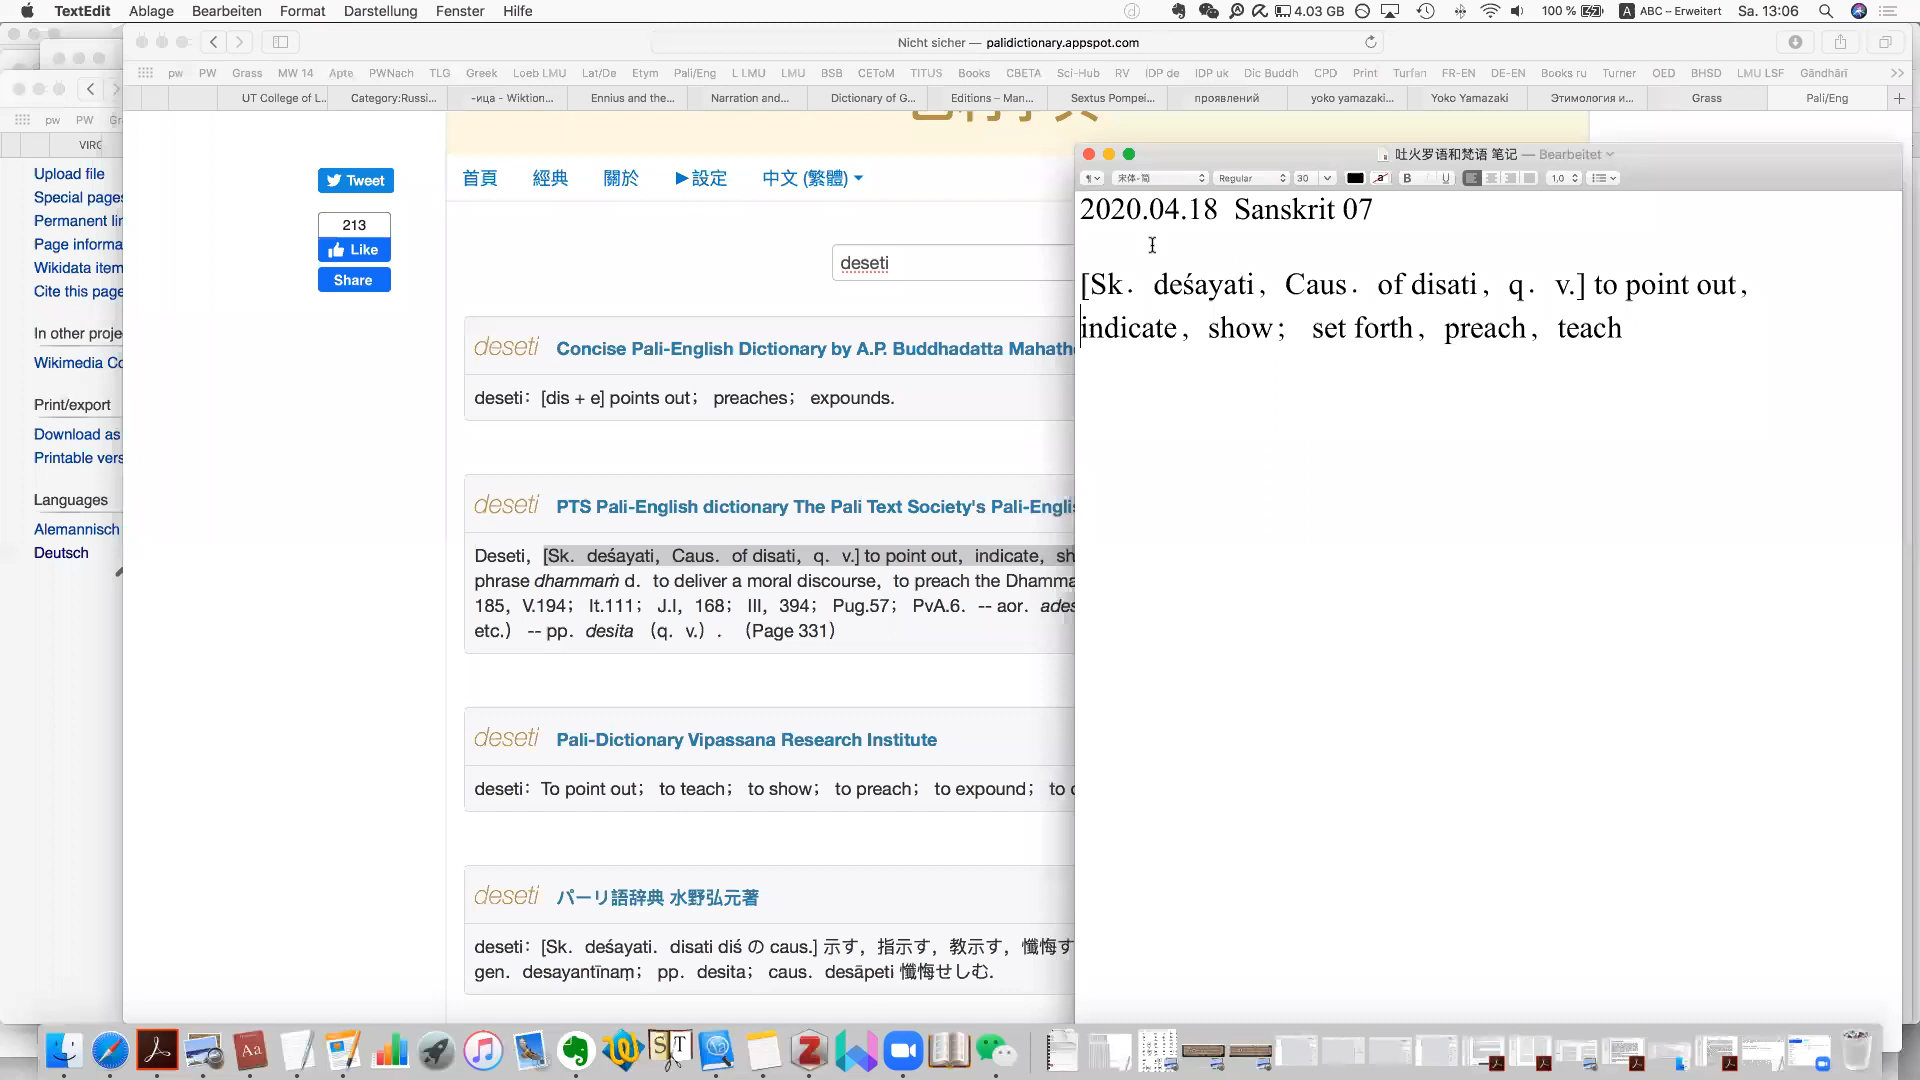 TextEdit Ablage Bearbeiten Format Darstellung Fenster Hilfe
4.03 GB 100 % ABC – Erweitert Sa. 13:06
Nicht sicher — palidictionary.appspot.com
pw PW Grass MW 14 Apte PWNach TLG Greek Loeb LMU Lat/De Etym Pali/Eng L LMU LMU BSB CEToM TITUS Books CBETA Sci-Hub RV IDP de IDP uk Dic Buddh CPD Print Turfan FR-EN DE-EN Books ru Turner OED BHSD LMU LSF Gāndhārī
UT College of L... Category:Russi... -ица - Wiktion... Ennius and the... Narration and... Dictionary of G... Editions – Man... Sextus Pompei... проявлений yoko yamazaki... Yoko Yamazaki Этимология и... Grass Pali/Eng
pw PW Gr
VIRG
Upload file
Special pages
Permanent lin
Page informa
Wikidata item
Cite this page
In other proje
Wikimedia Co
Print/export
Download as
Printable vers
Languages
Alemannisch
Deutsch
Tweet
213
Like
Share
首頁 經典 關於 ▶設定 中文 (繁體)
deseti
deseti Concise Pali-English Dictionary by A.P. Buddhadatta Mahathe
deseti：[dis + e] points out； preaches； expounds.
deseti PTS Pali-English dictionary The Pali Text Society's Pali-Englis
Deseti，[Sk． deśayati，Caus． of disati，q． v.] to point out，indicate，sh
phrase dhammaṁ d． to deliver a moral discourse，to preach the Dhamma
185，V.194； It.111； J.I，168； III，394； Pug.57； PvA.6． -- aor． ades
etc.） -- pp． desita （q． v.）． （Page 331）
deseti Pali-Dictionary Vipassana Research Institute
deseti：To point out； to teach； to show； to preach； to expound； to c
deseti パーリ語辞典 水野弘元著
deseti：[Sk． deśayati． disati diś の caus.] 示す，指示す，教示す，懺悔す
gen． desayantīnaṃ； pp． desita； caus． desāpeti 懺悔せしむ.
吐火罗语和梵语 笔记 — Bearbeitet
宋体-简 Regular 30 a B U 1,0
2020.04.18 Sanskrit 07
[Sk． deśayati，Caus． of disati，q． v.] to point out，
indicate，show； set forth，preach，teach